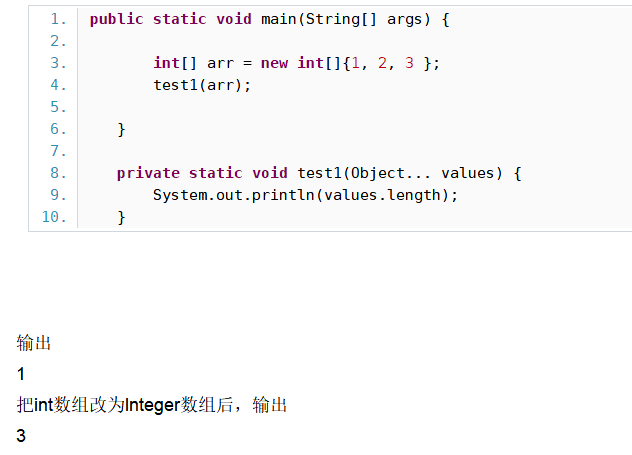 1. public static void main(String[] args) {
2.
3. int[] arr = new int[]{1, 2, 3 };
4. test1(arr);
5.
6. }
7.
8. private static void test1(Object... values) {
9. System.out.println(values.length);
10. }
输出
1
把int数组改为Integer数组后，输出
3